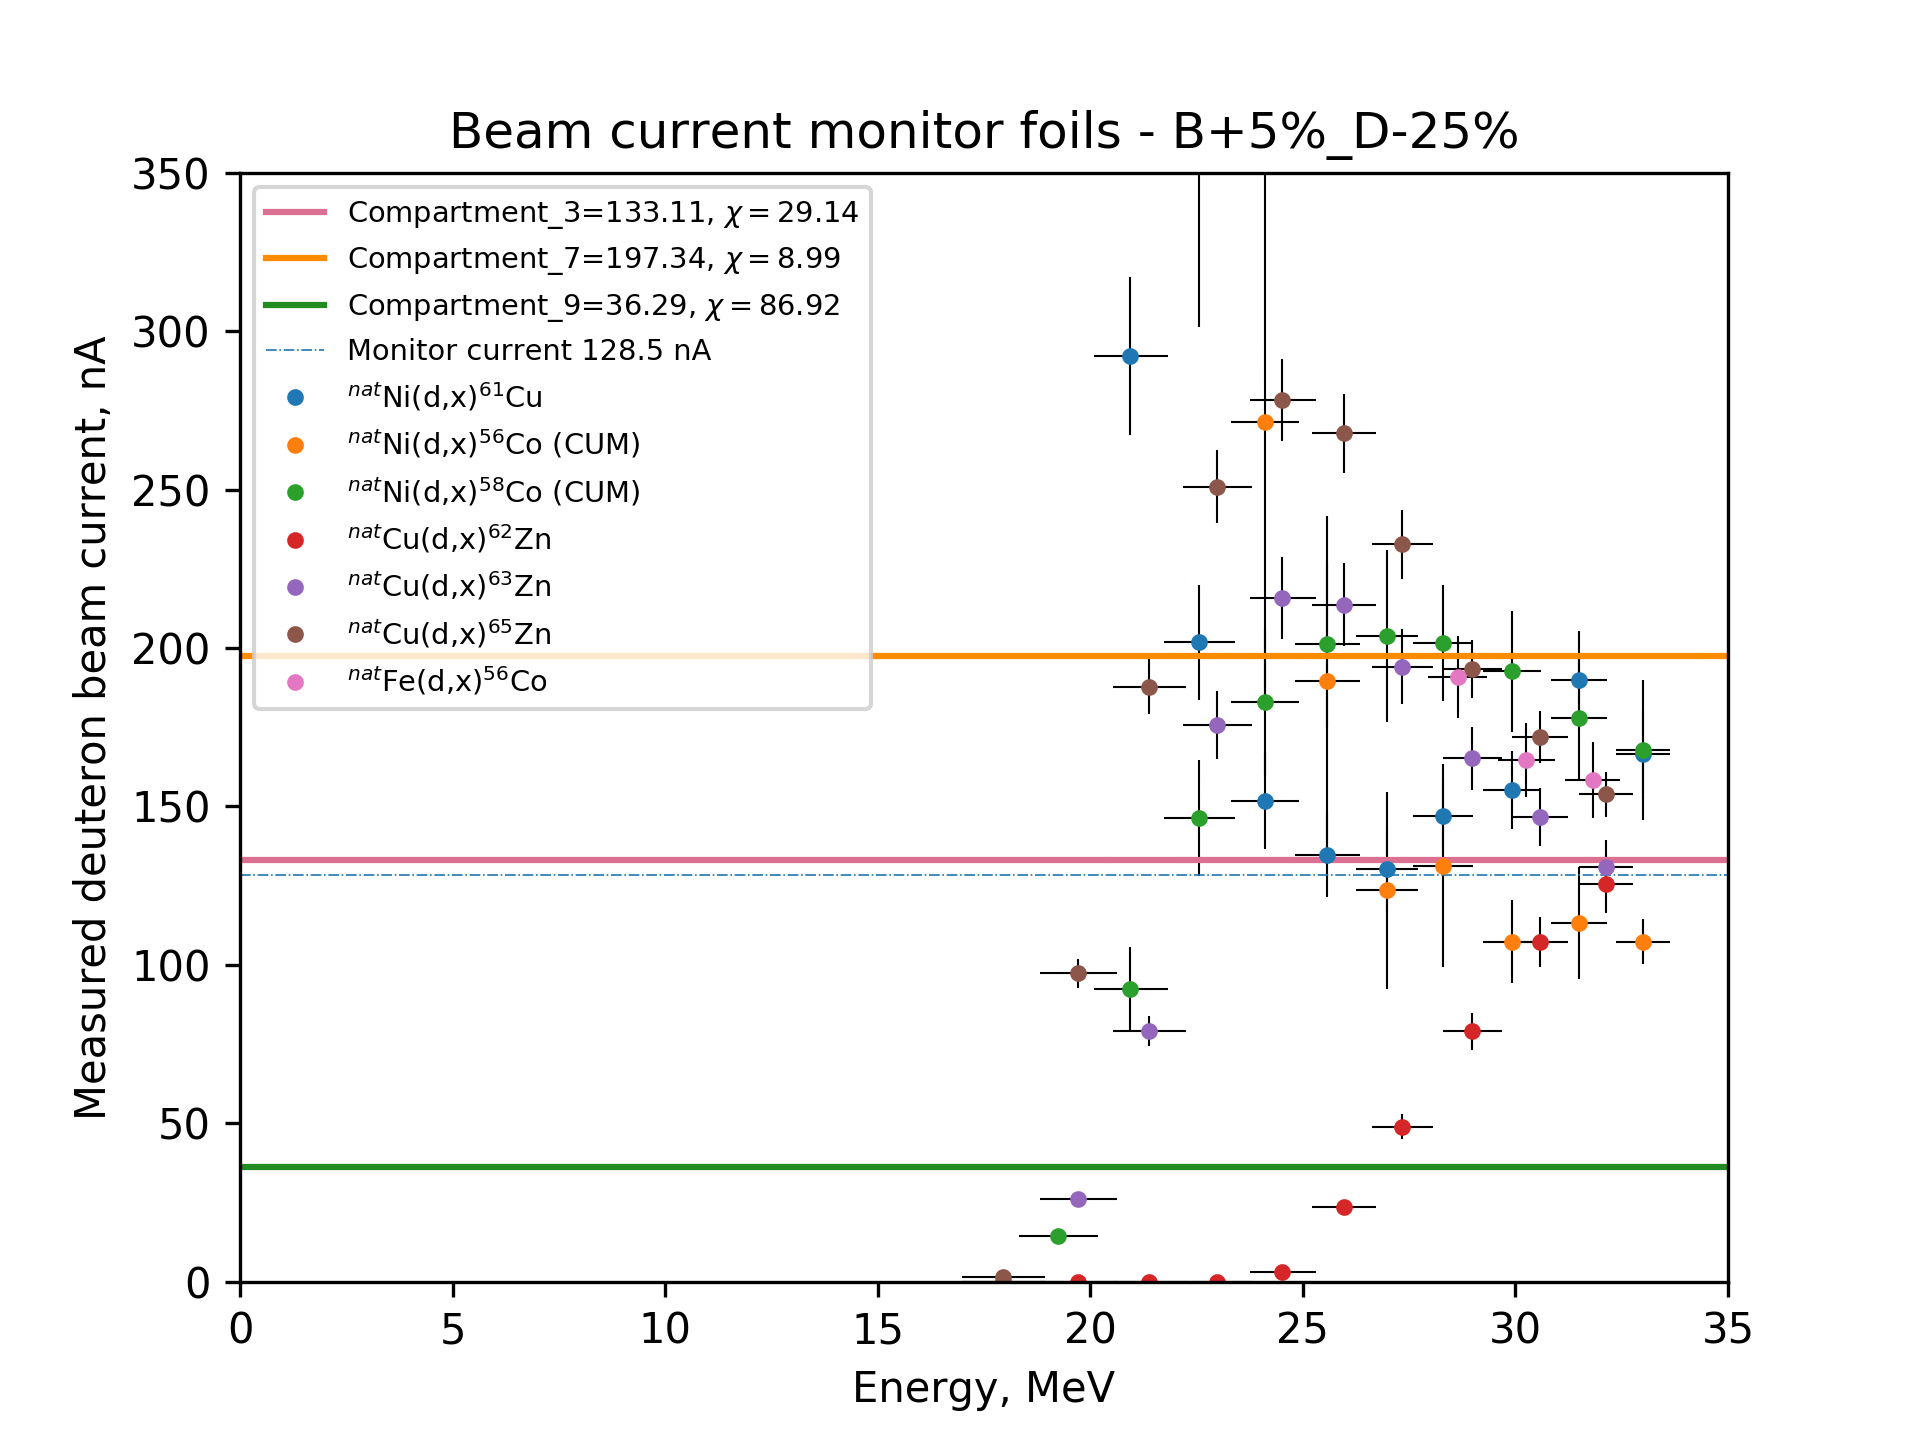 Beam current monitor foils - B+5%_D-25%
Measured deuteron beam current, nA
350
300
250
200
150
100
50
0
Compartment_3=133.11, χ = 29.14
Compartment_7=197.34, χ = 8.99
Compartment_9=36.29, χ = 86.92
Monitor current 128.5 nA
natNi(d,x)61Cu
natNi(d,x)56Co (CUM)
natNi(d,x)58Co (CUM)
natCu(d,x)62Zn
natCu(d,x)63Zn
natCu(d,x)65Zn
natFe(d,x)56Co
0 5 10 15 20 25 30 35
Energy, MeV